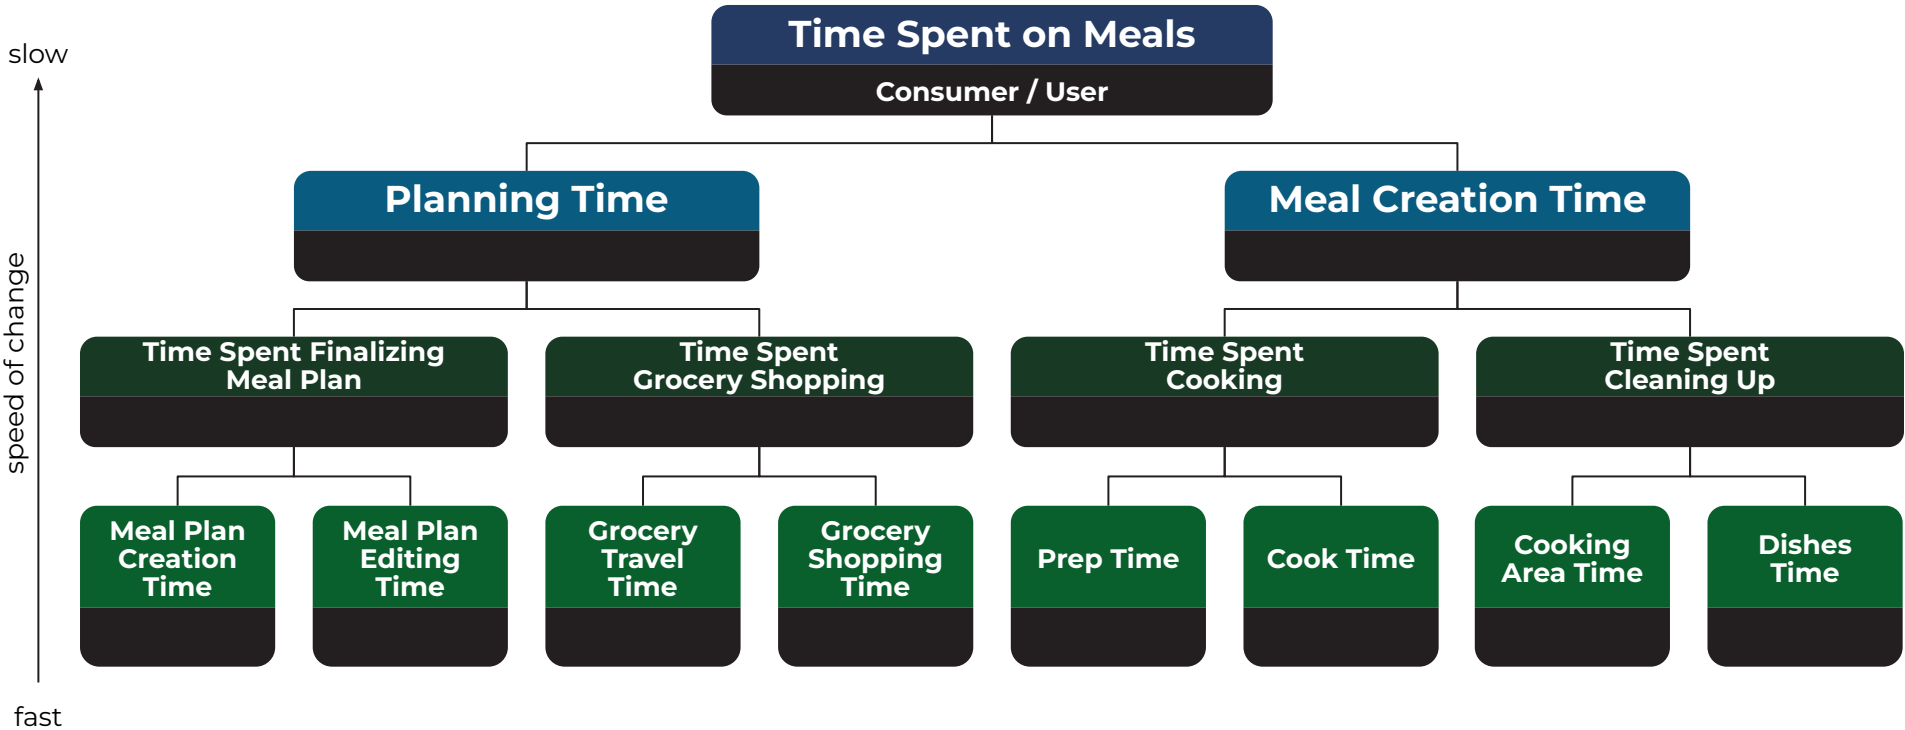 Time Spent on Meals
Consumer / User
slow
speed of change
fast
Planning Time
Meal Creation Time
Time Spent Finalizing
Meal Plan
Time Spent
Grocery Shopping
Time Spent
Cooking
Time Spent
Cleaning Up
Meal Plan
Creation
Time
Meal Plan
Editing
Time
Grocery
Travel
Time
Grocery
Shopping
Time
Prep Time
Cook Time
Cooking
Area Time
Dishes
Time